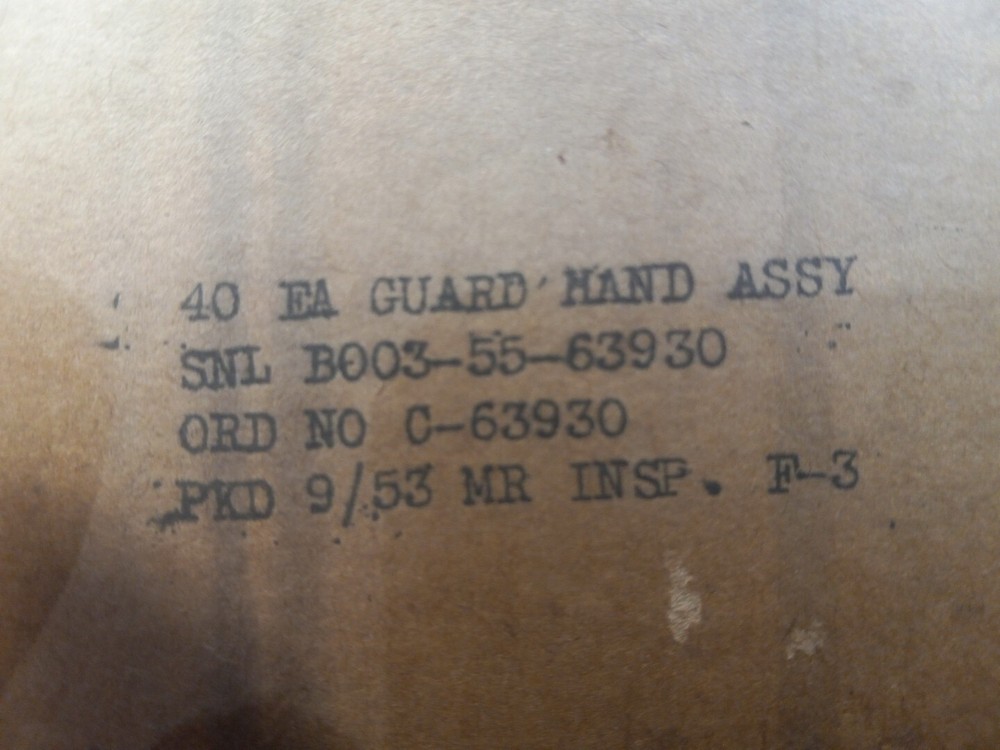 40 EA GUARD HAND ASSY
SNL B003-55-63930
ORD NO C-63930
PKD 9/53 MR INSP. F-3